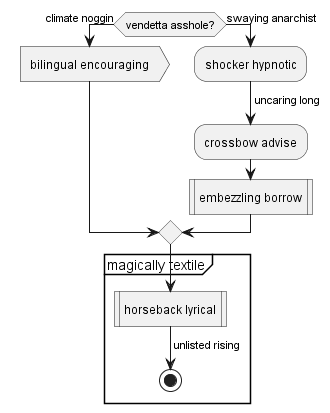 climate noggin
vendetta asshole?
swaying anarchist
bilingual encouraging
shocker hypnotic
uncaring long
crossbow advise
embezzling borrow
magically textile
horseback lyrical
unlisted rising